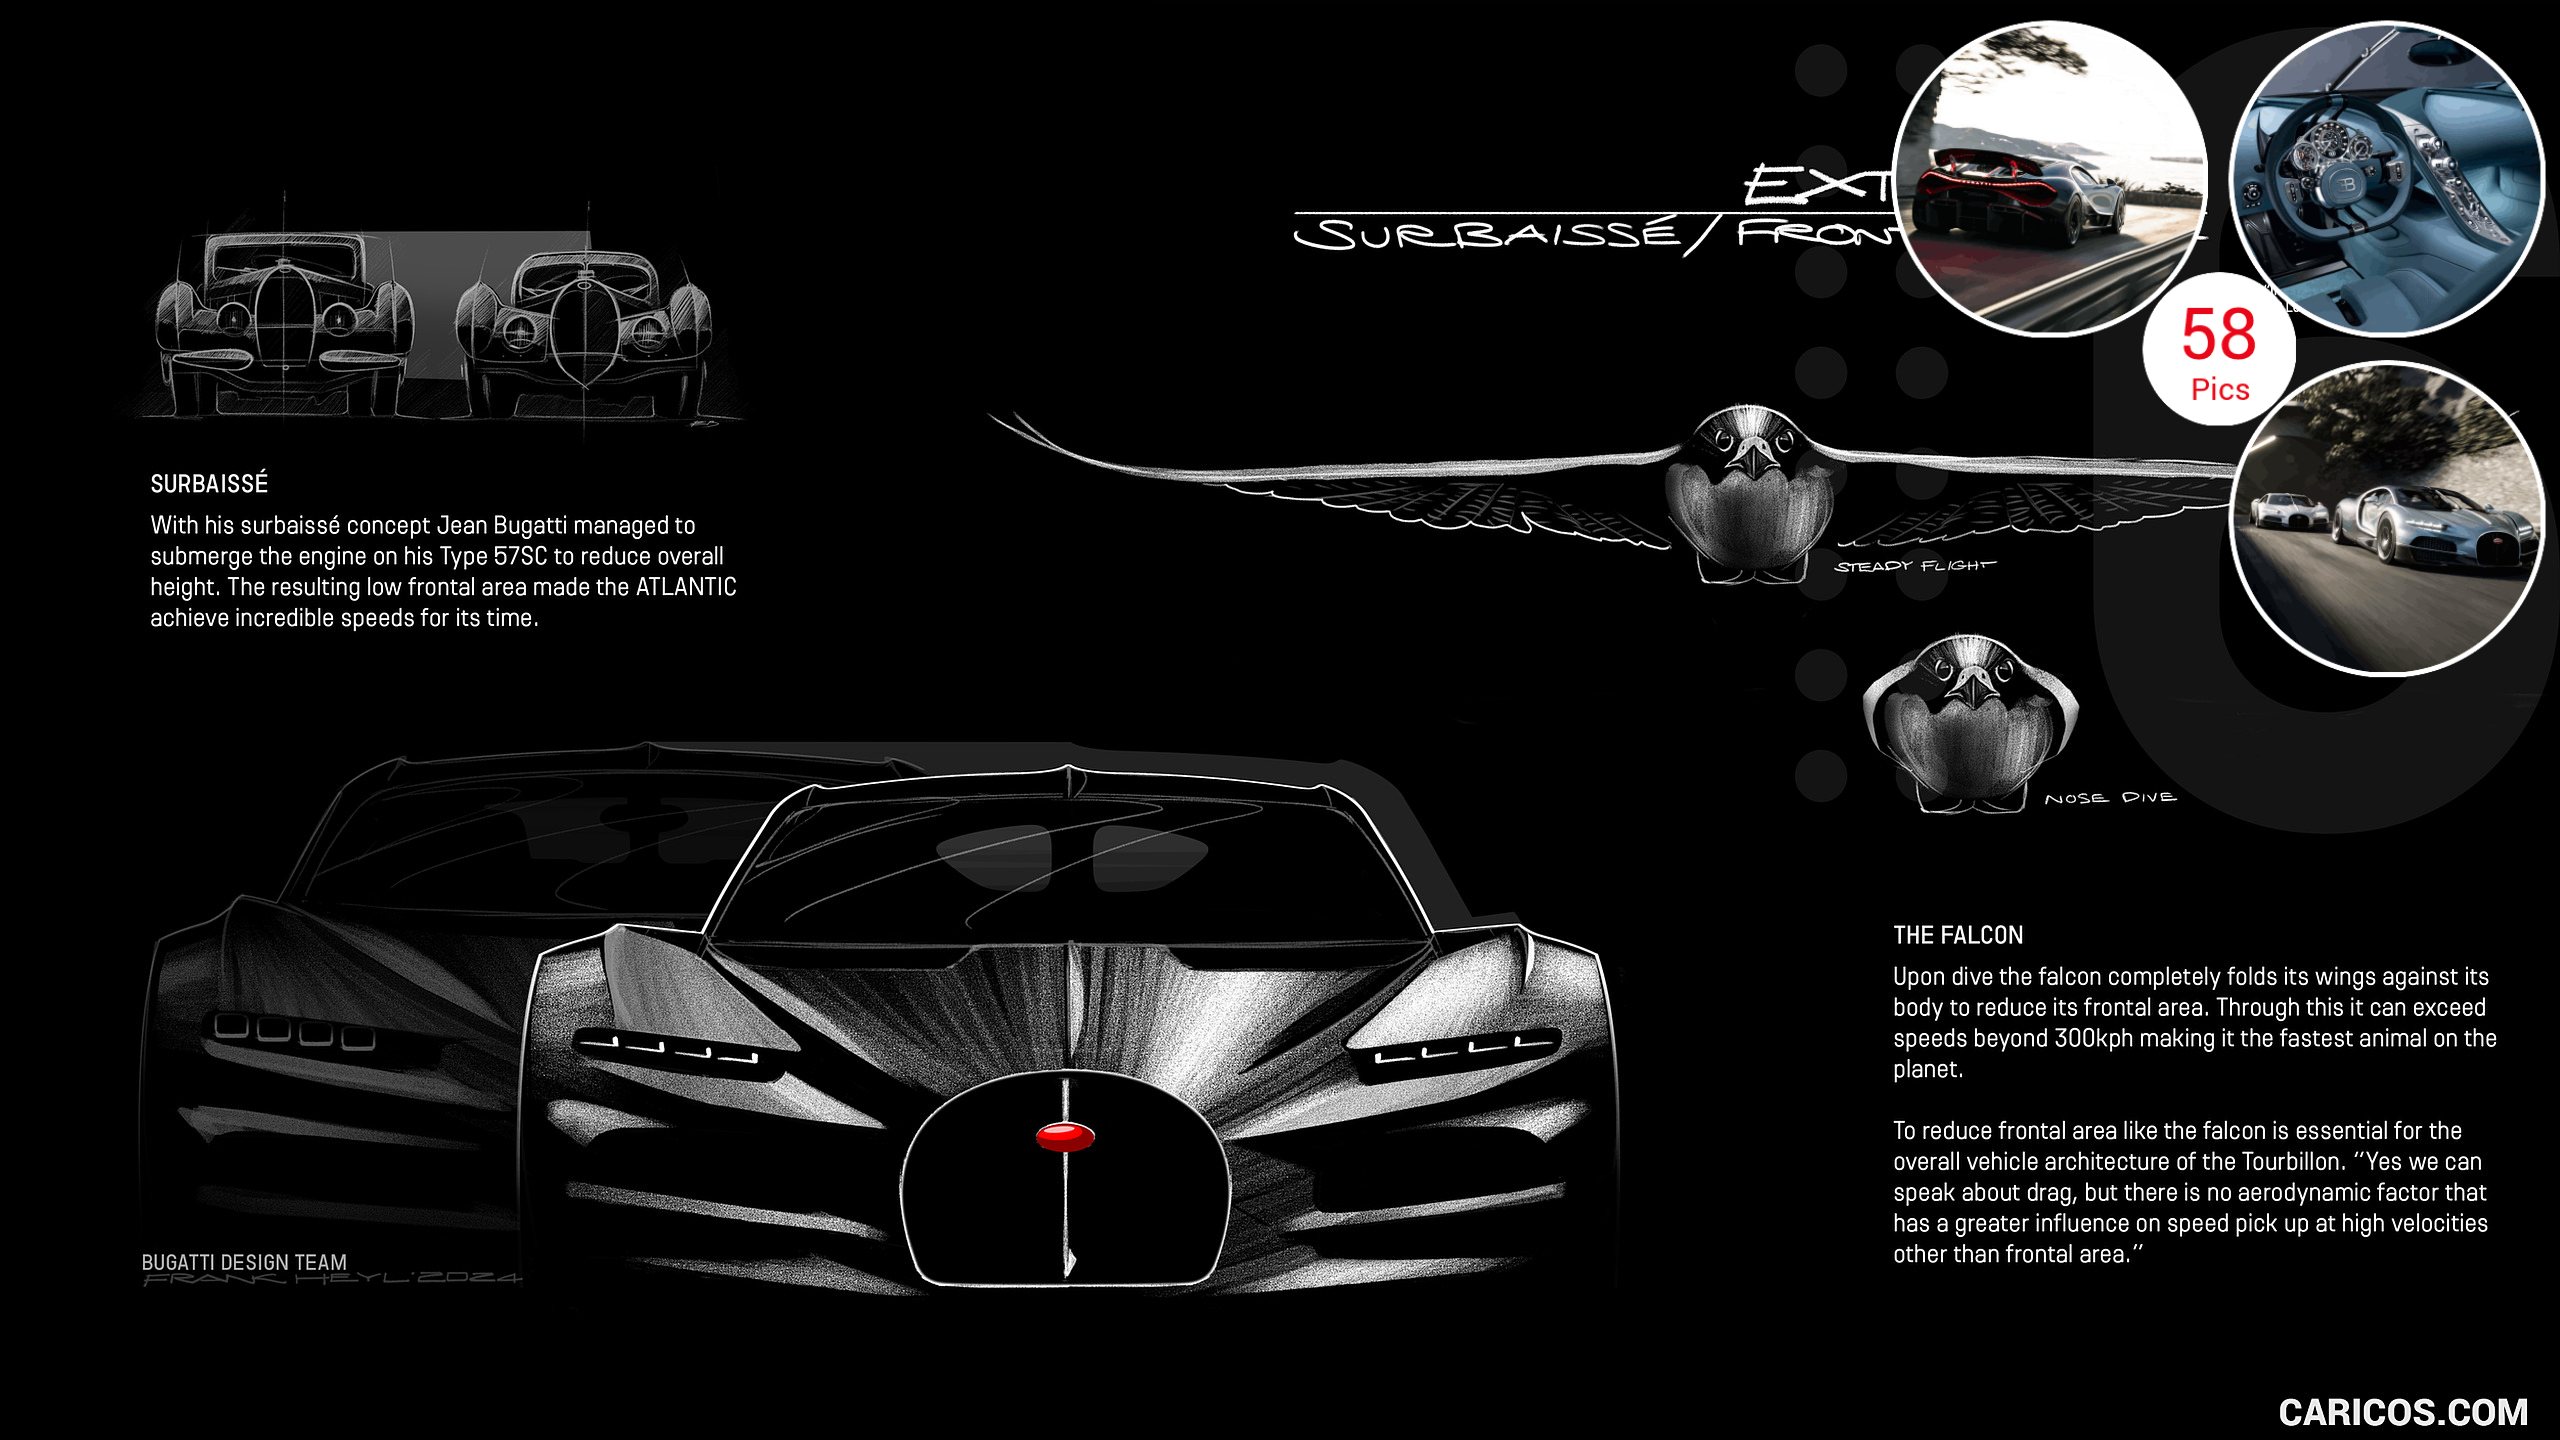 SURBAISSÉ/
58
Pics
SURBAISSÉ
With his surbaissé concept Jean Bugatti managed to
submerge the engine on his Type 57SC to reduce overall
height. The resulting low frontal area made the ATLANTIC
achieve incredible speeds for its time.
STEADY FLIGHT
NOSE DIVE
THE FALCON
Upon dive the falcon completely folds its wings against its
body to reduce its frontal area. Through this it can exceed
speeds beyond 300kph making it the fastest animal on the
planet.
To reduce frontal area like the falcon is essential for the
overall vehicle architecture of the Tourbillon. “Yes we can
speak about drag, but there is no aerodynamic factor that
has a greater influence on speed pick up at high velocities
other than frontal area.”
BUGATTI DESIGN TEAM
FRANK HEYL'2024
CARICOS.COM